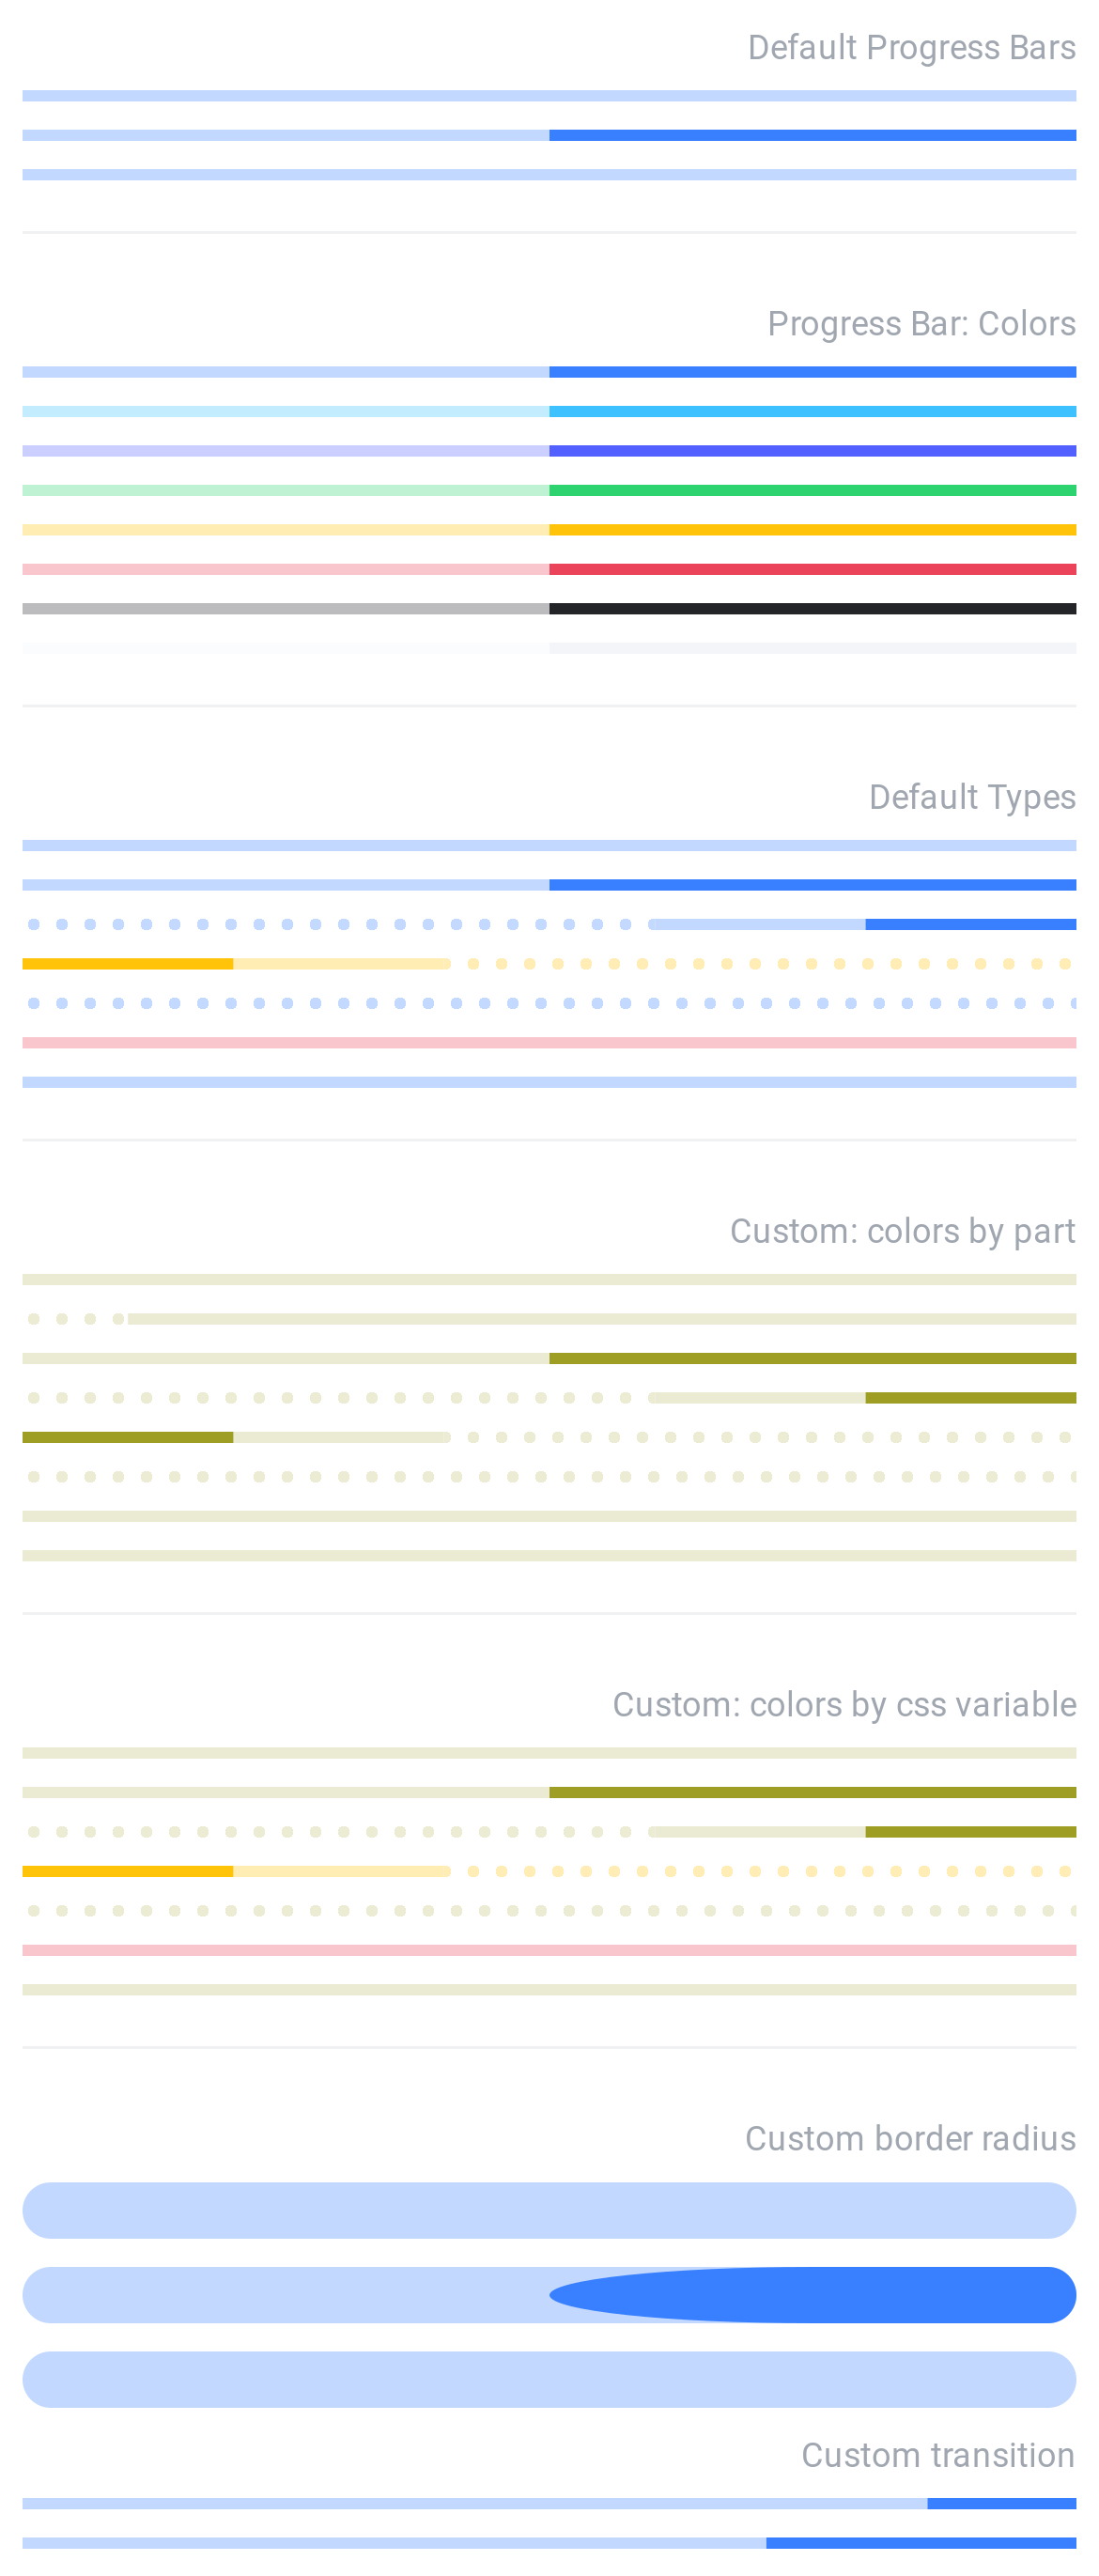 Default Progress Bars
Progress Bar: Colors
Default Types
Custom: colors by part
Custom: colors by css variable
Custom border radius
Custom transition